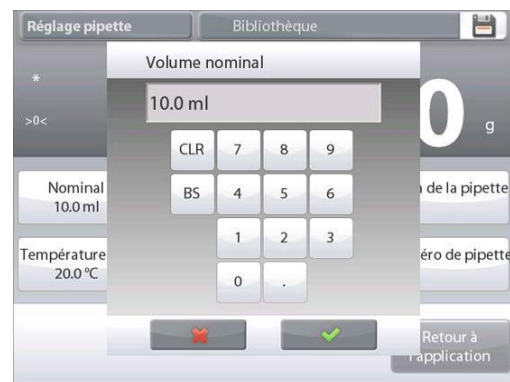 Réglage pipette
Bibliothèque
Volume nominal
*
10.0 ml
>0<
0 g
CLR 7 8 9
Nominal
10.0 ml
de la pipette
BS 4 5 6
1 2 3
Température
20.0 °C
éro de pipette
0 .
Retour à
l'application